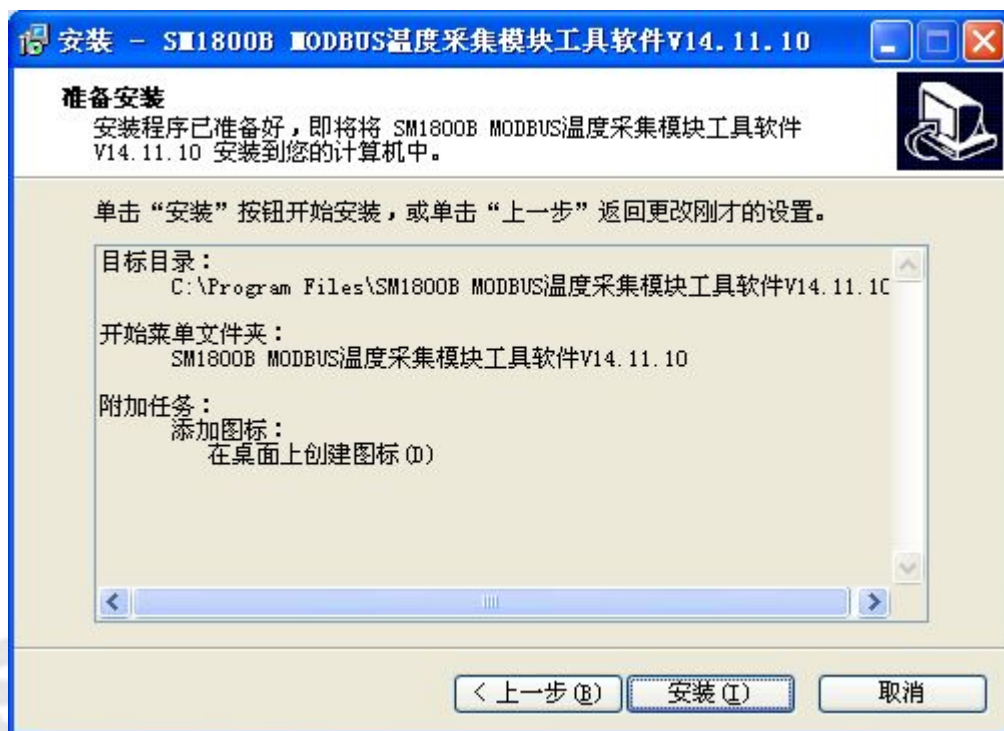 安装 - SM1800B MODBUS温度采集模块工具软件V14.11.10
准备安装
安装程序已准备好，即将将 SM1800B MODBUS温度采集模块工具软件
V14.11.10 安装到您的计算机中。
单击“安装”按钮开始安装，或单击“上一步”返回更改刚才的设置。
目标目录：
C:\Program Files\SM1800B MODBUS温度采集模块工具软件V14.11.10
开始菜单文件夹：
SM1800B MODBUS温度采集模块工具软件V14.11.10
附加任务：
添加图标：
在桌面上创建图标(D)
< 上一步(B) 安装(I) 取消